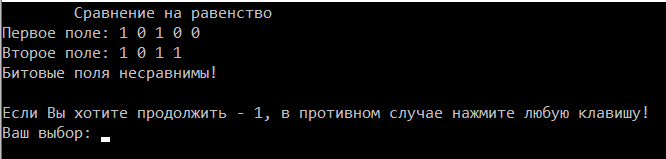 Сравнение на равенство
Первое поле: 1 0 1 0 0
Второе поле: 1 0 1 1
Битовые поля несравнимы!
Если Вы хотите продолжить - 1, в противном случае нажмите любую клавишу!
Ваш выбор: _